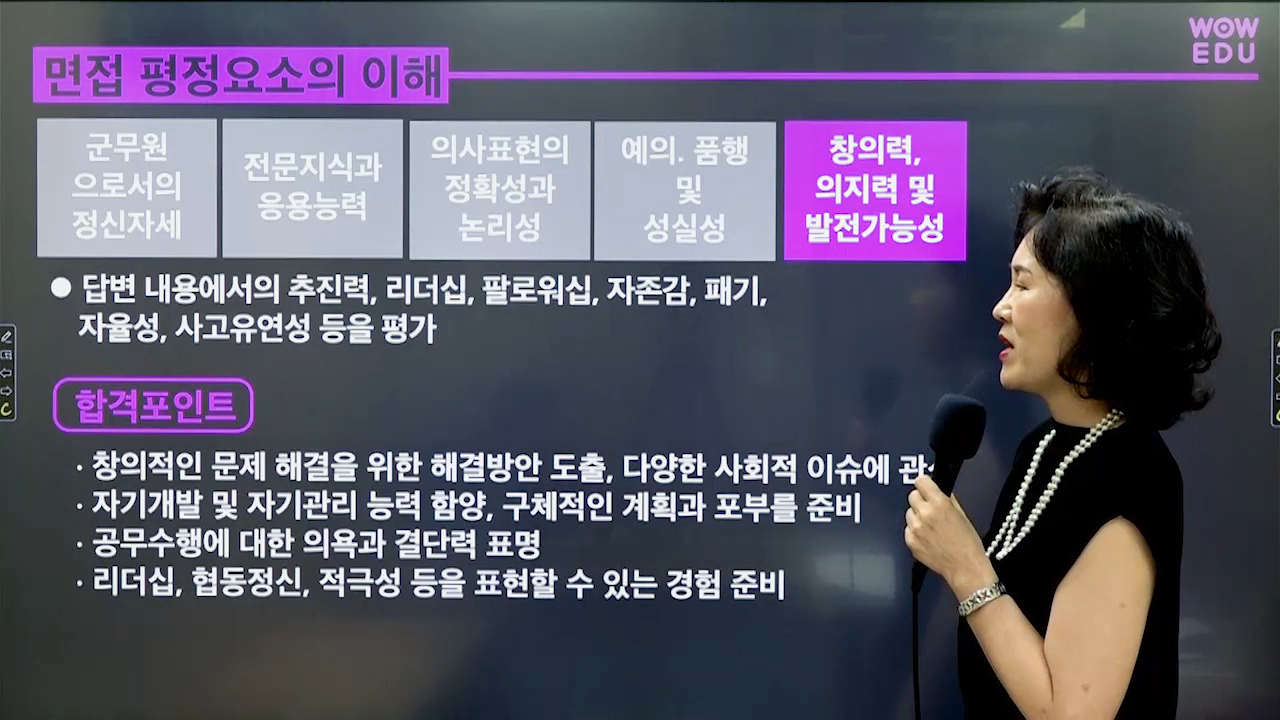 WOW
EDU
면접 평정요소의 이해
군무원
으로서의
정신자세
전문지식과
응용능력
의사표현의
정확성과
논리성
예의. 품행
및
성실성
창의력,
의지력 및
발전가능성
● 답변 내용에서의 추진력, 리더십, 팔로워십, 자존감, 패기,
자율성, 사고유연성 등을 평가
합격포인트
· 창의적인 문제 해결을 위한 해결방안 도출, 다양한 사회적 이슈에
· 자기개발 및 자기관리 능력 함양, 구체적인 계획과 포부를 준비
· 공무수행에 대한 의욕과 결단력 표명
· 리더십, 협동정신, 적극성 등을 표현할 수 있는 경험 준비